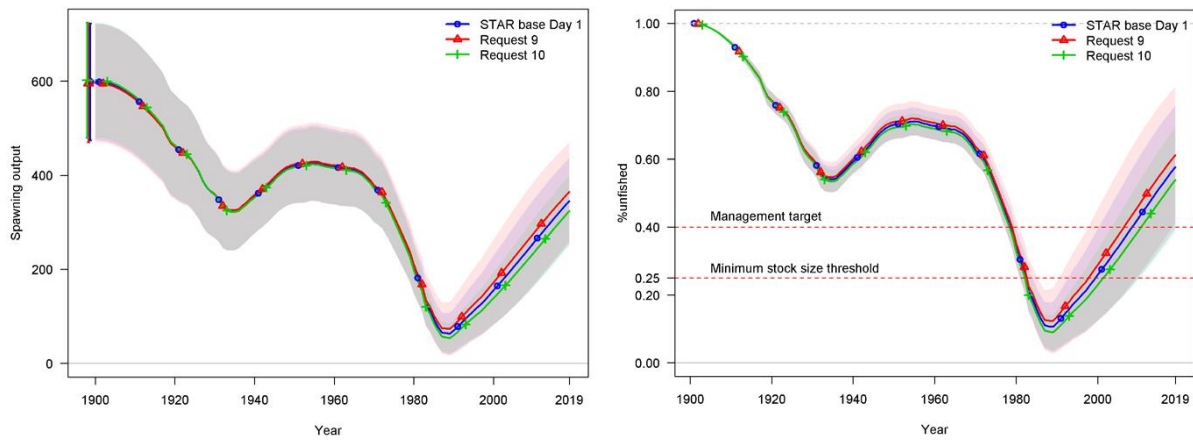 STAR base Day 1
Request 9
Request 10
Spawning output
600
400
200
0
1900 1920 1940 1960 1980 2000 2019
Year
STAR base Day 1
Request 9
Request 10
%unfished
1.00
0.80
0.60
0.40
0.25
0.20
0.00
Management target
Minimum stock size threshold
1900 1920 1940 1960 1980 2000 2019
Year